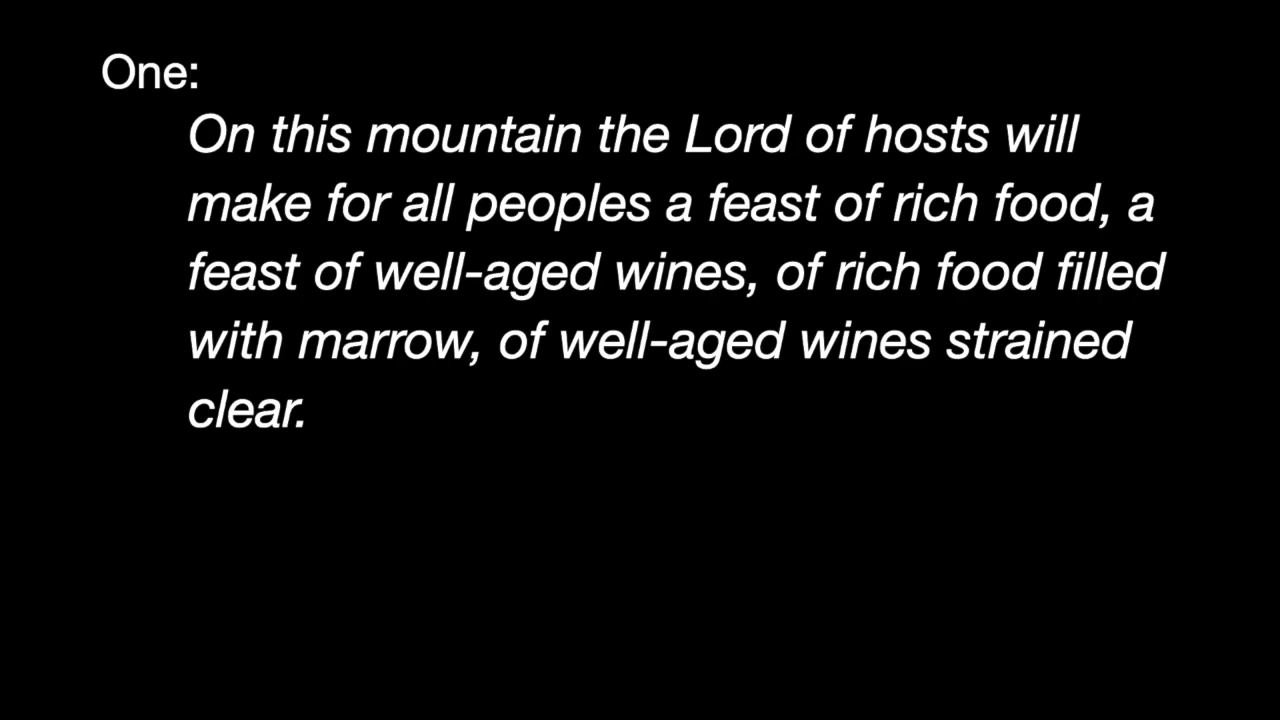 One:
On this mountain the Lord of hosts will
make for all peoples a feast of rich food, a
feast of well-aged wines, of rich food filled
with marrow, of well-aged wines strained
clear.